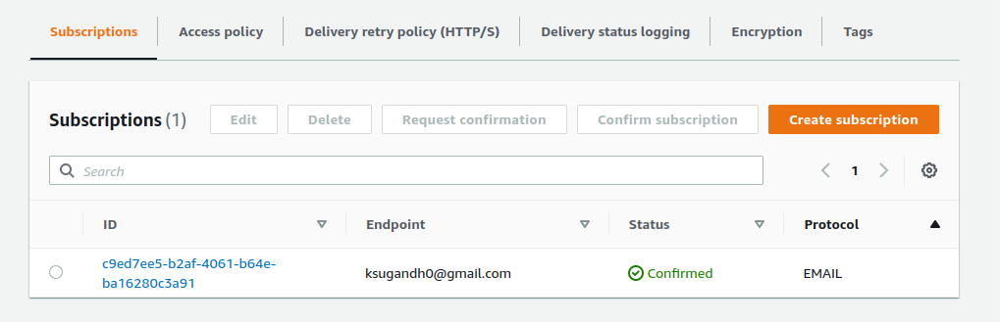 Subscriptions Access policy Delivery retry policy (HTTP/S) Delivery status logging Encryption Tags
Subscriptions (1) Edit Delete Request confirmation Confirm subscription Create subscription
Search 1
ID Endpoint Status Protocol
c9ed7ee5-b2af-4061-b64e-
ba16280c3a91 ksugandh0@gmail.com Confirmed EMAIL